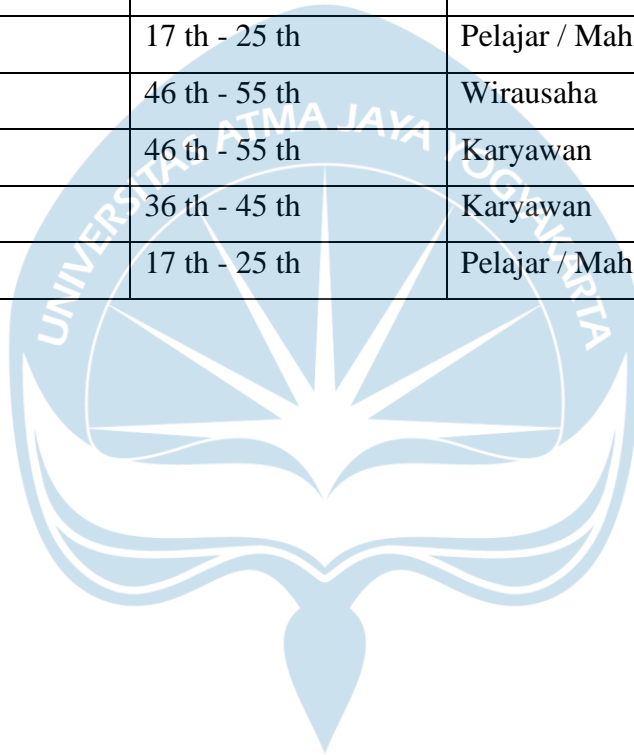 17 th - 25 th Pelajar / Mah
46 th - 55 th Wirausaha
46 th - 55 th Karyawan
36 th - 45 th Karyawan
17 th - 25 th Pelajar / Mah
UNIVERSITAS ATMA JAYA YOGYAKARTA